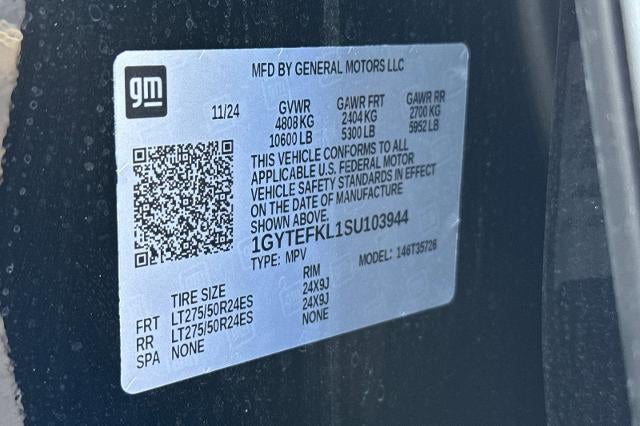 gm
MFD BY GENERAL MOTORS LLC
11/24 GVWR GAWR FRT GAWR RR
4808 KG 2404 KG 2700 KG
10600 LB 5300 LB 5952 LB
THIS VEHICLE CONFORMS TO ALL
APPLICABLE U.S. FEDERAL MOTOR
VEHICLE SAFETY STANDARDS IN EFFECT
ON THE DATE OF MANUFACTURE
SHOWN ABOVE.
1GYTEFKL1SU103944
TYPE: MPV MODEL: 146T35726
TIRE SIZE RIM
FRT LT275/50R24ES 24X9J
RR LT275/50R24ES 24X9J
SPA NONE NONE